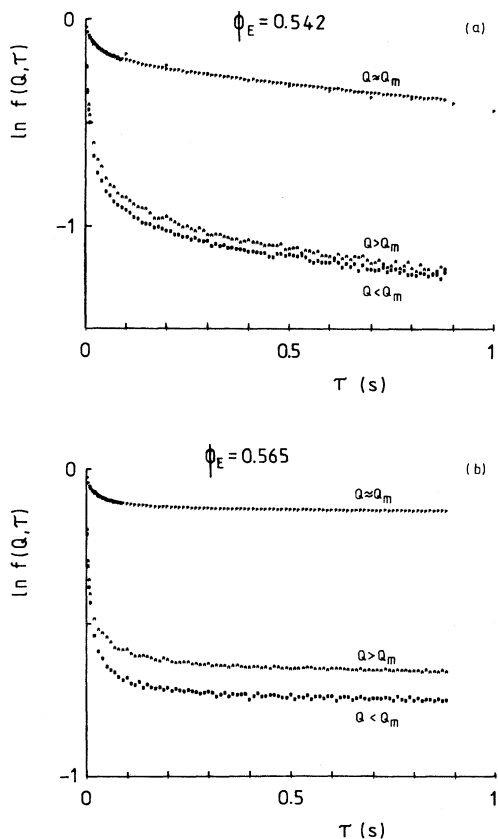 ϕE = 0.542
(a)
0
ln f(Q,τ)
Q≈Qm
-1
Q>Qm
Q<Qm
0
0.5
1
τ (s)
ϕE = 0.565
(b)
0
ln f(Q,τ)
Q≈Qm
Q>Qm
Q<Qm
-1
0
0.5
1
τ (s)